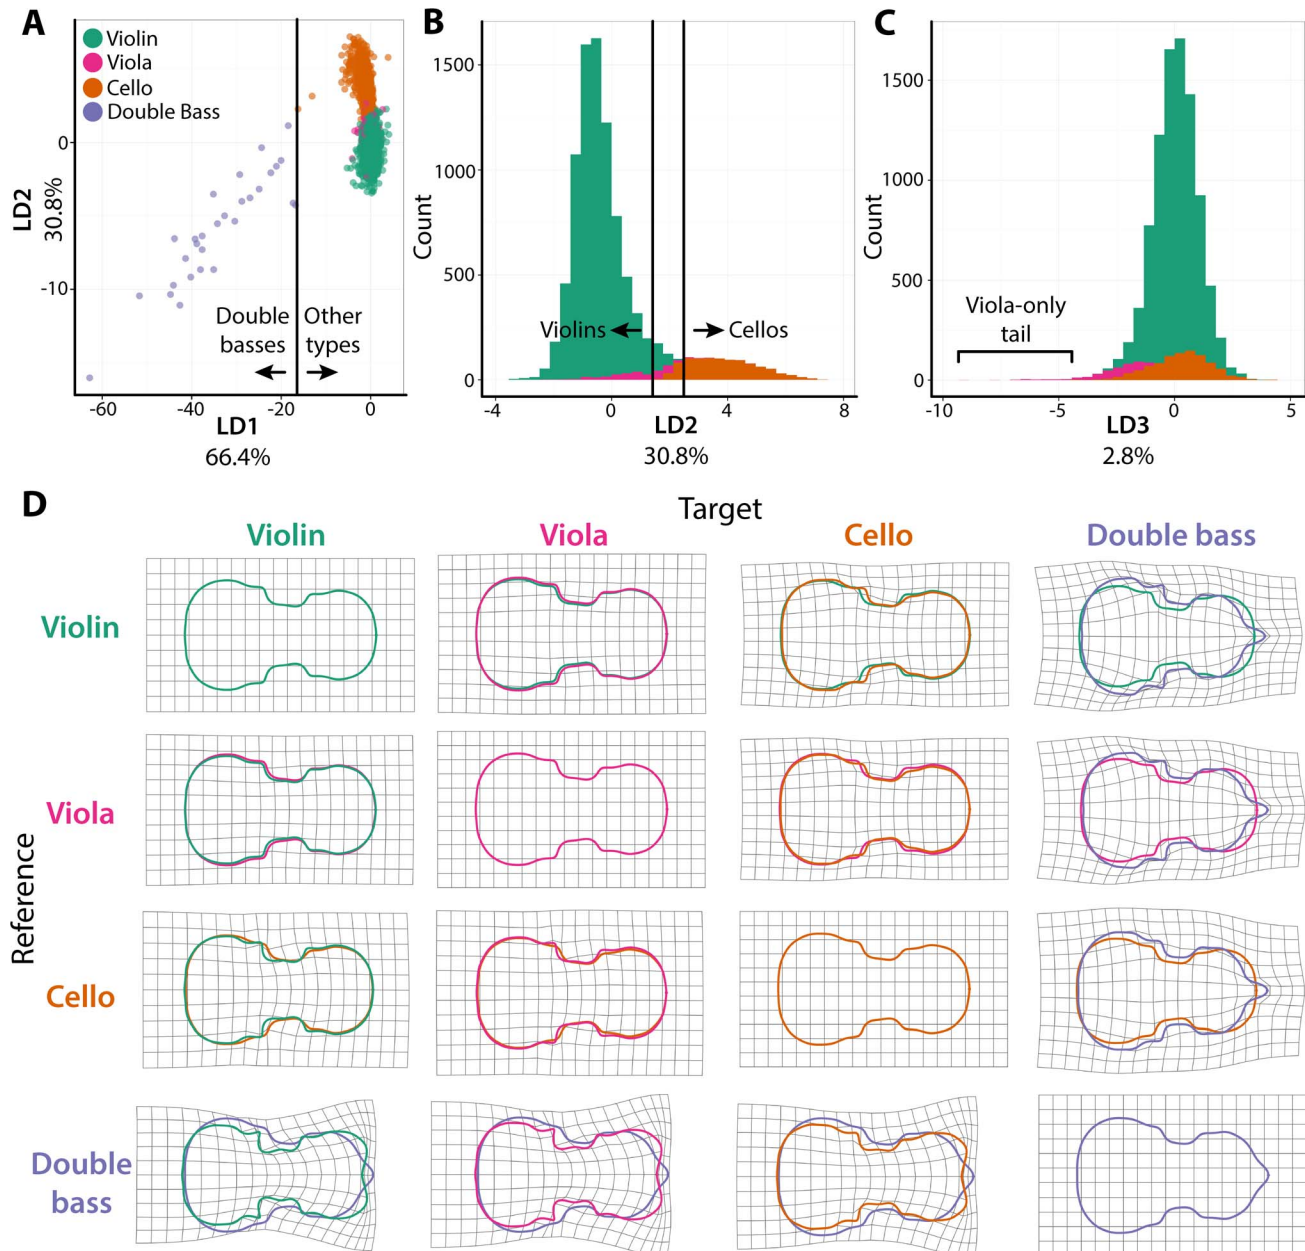 A
LD2
30.8%
0
-10
Violin
Viola
Cello
Double Bass
Double
basses
Other
types
-60
-40
-20
0
LD1
66.4%
B
Count
1500
1000
500
0
Violins
Cellos
-4
0
4
8
LD2
30.8%
C
Count
1500
1000
500
0
Viola-only
tail
-10
-5
0
5
LD3
2.8%
D
Target
Violin
Viola
Cello
Double bass
Reference
Violin
Viola
Cello
Double
bass